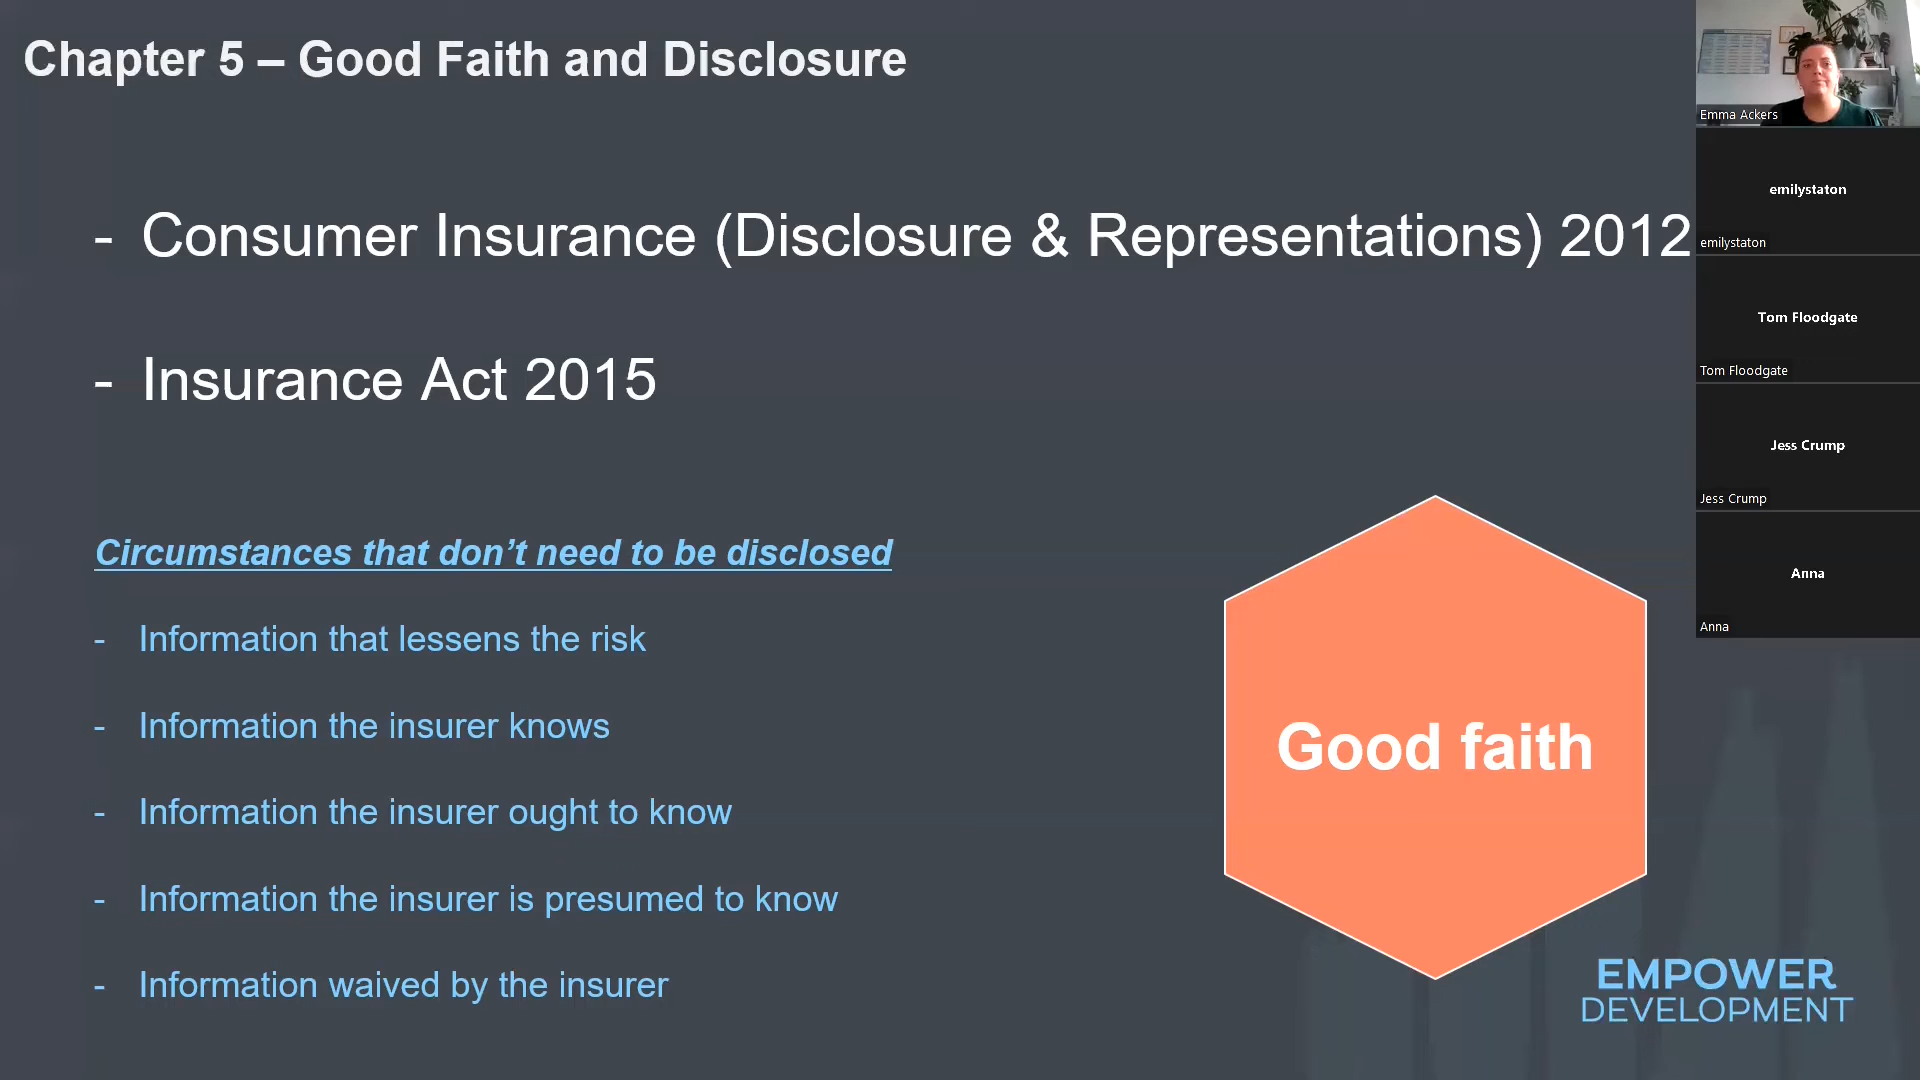 Chapter 5 – Good Faith and Disclosure
- Consumer Insurance (Disclosure & Representations) 2012
- Insurance Act 2015
Circumstances that don’t need to be disclosed
- Information that lessens the risk
- Information the insurer knows
- Information the insurer ought to know
- Information the insurer is presumed to know
- Information waived by the insurer
Good faith
EMPOWER
DEVELOPMENT
Emma Ackers
emilystaton
emilystaton
Tom Floodgate
Tom Floodgate
Jess Crump
Jess Crump
Anna
Anna